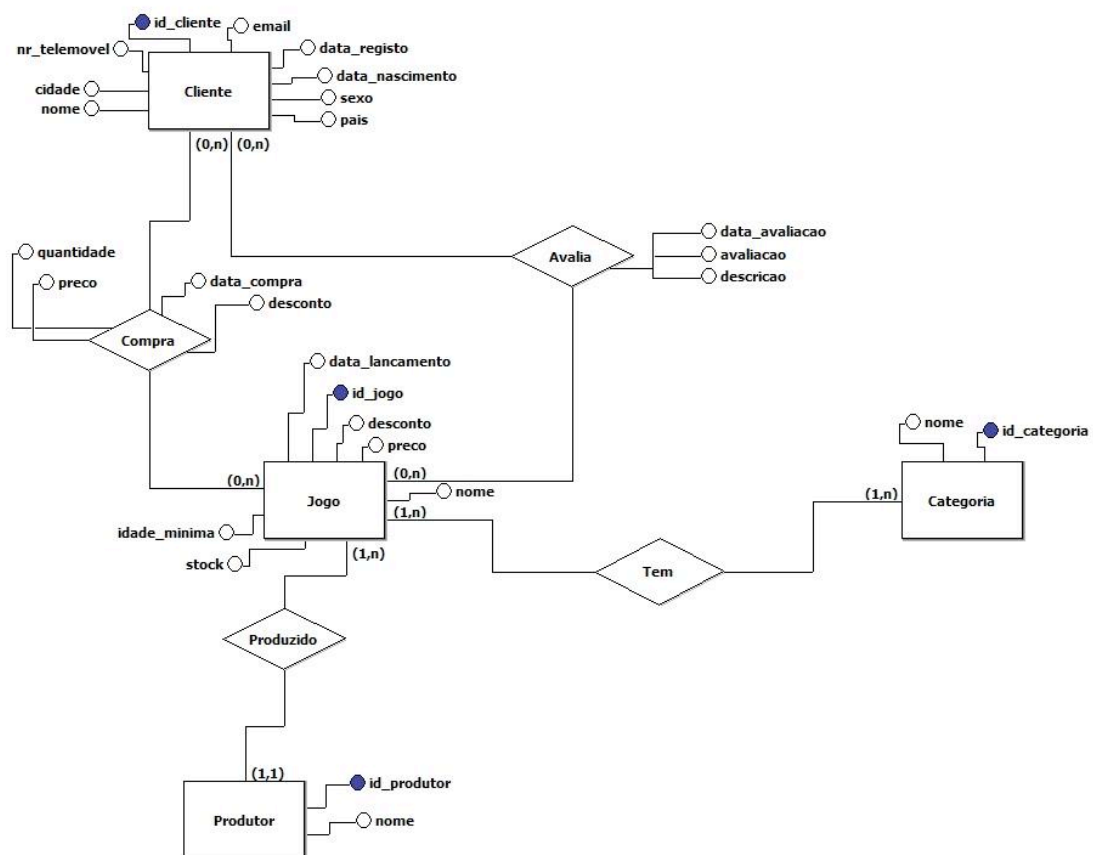 id_cliente
email
nr_telemovel
data_registo
data_nascimento
cidade
Cliente
sexo
nome
pais
(0,n)
(0,n)
data_avaliacao
quantidade
Avalia
avaliacao
preco
data_compra
descricao
desconto
Compra
data_lancamento
id_jogo
desconto
nome
id_categoria
preco
(0,n)
(0,n)
nome
(1,n)
Categoria
Jogo
(1,n)
idade_minima
(1,n)
stock
Tem
Produzido
(1,1)
id_produtor
Produtor
nome